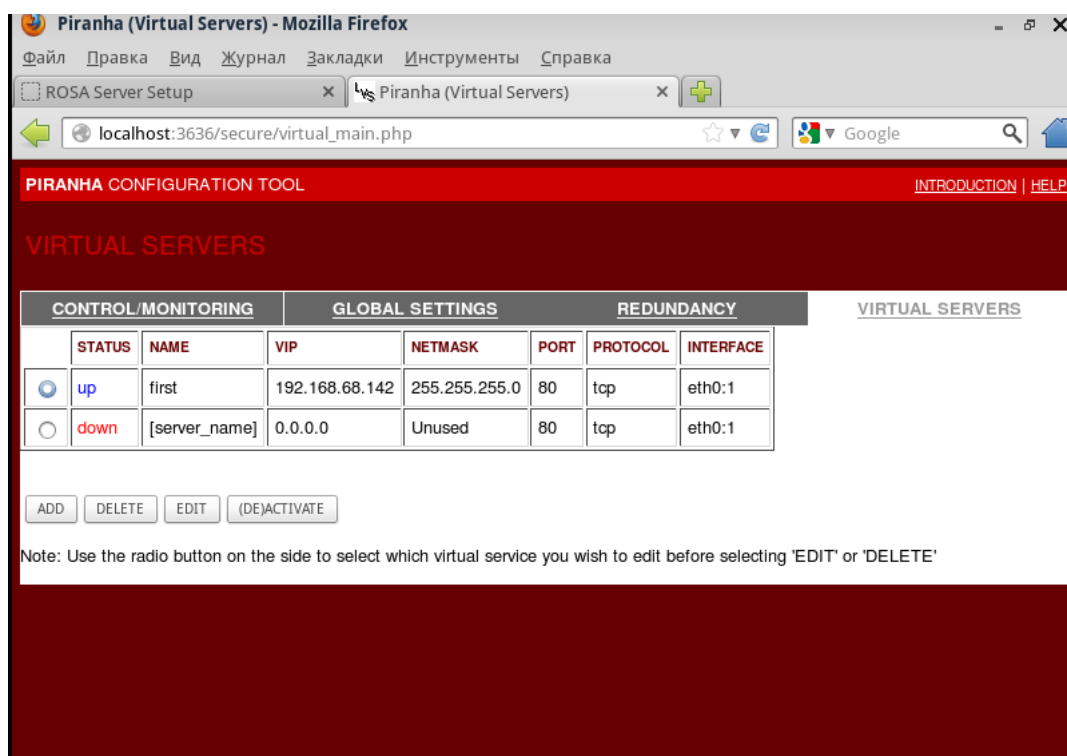 Piranha (Virtual Servers) - Mozilla Firefox
Файл Правка Вид Журнал Закладки Инструменты Справка
ROSA Server Setup
LVS Piranha (Virtual Servers)
localhost:3636/secure/virtual_main.php
Google
PIRANHA CONFIGURATION TOOL
INTRODUCTION | HELP
VIRTUAL SERVERS
CONTROL/MONITORING GLOBAL SETTINGS REDUNDANCY VIRTUAL SERVERS
STATUS NAME VIP NETMASK PORT PROTOCOL INTERFACE
up first 192.168.68.142 255.255.255.0 80 tcp eth0:1
down [server_name] 0.0.0.0 Unused 80 tcp eth0:1
ADD DELETE EDIT (DE)ACTIVATE
Note: Use the radio button on the side to select which virtual service you wish to edit before selecting 'EDIT' or 'DELETE'